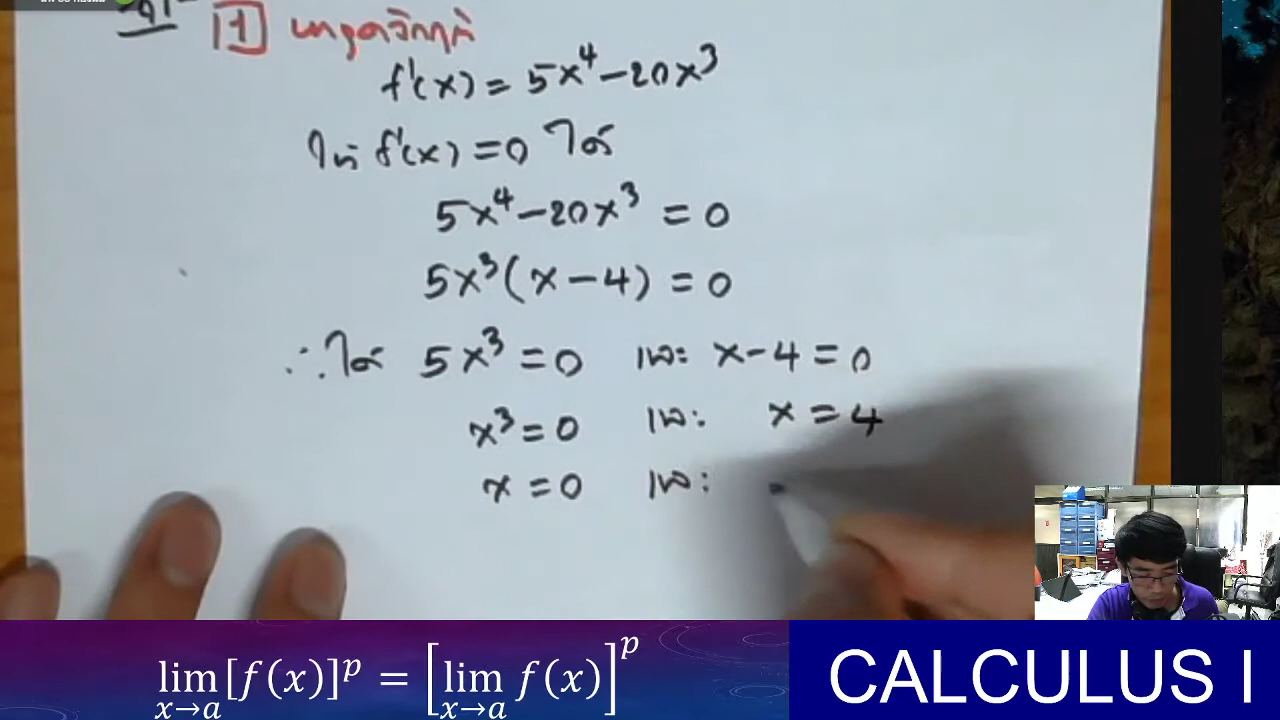 1 หาจุดวิกฤติ
f'(x) = 5x⁴ - 20x³
ให้ f'(x) = 0 ได้
5x⁴ - 20x³ = 0
5x³(x - 4) = 0
∴ ได้ 5x³ = 0 และ x - 4 = 0
x³ = 0 และ x = 4
x = 0 และ
lim x→a [f(x)]ᵖ = [lim x→a f(x)]ᵖ
CALCULUS I